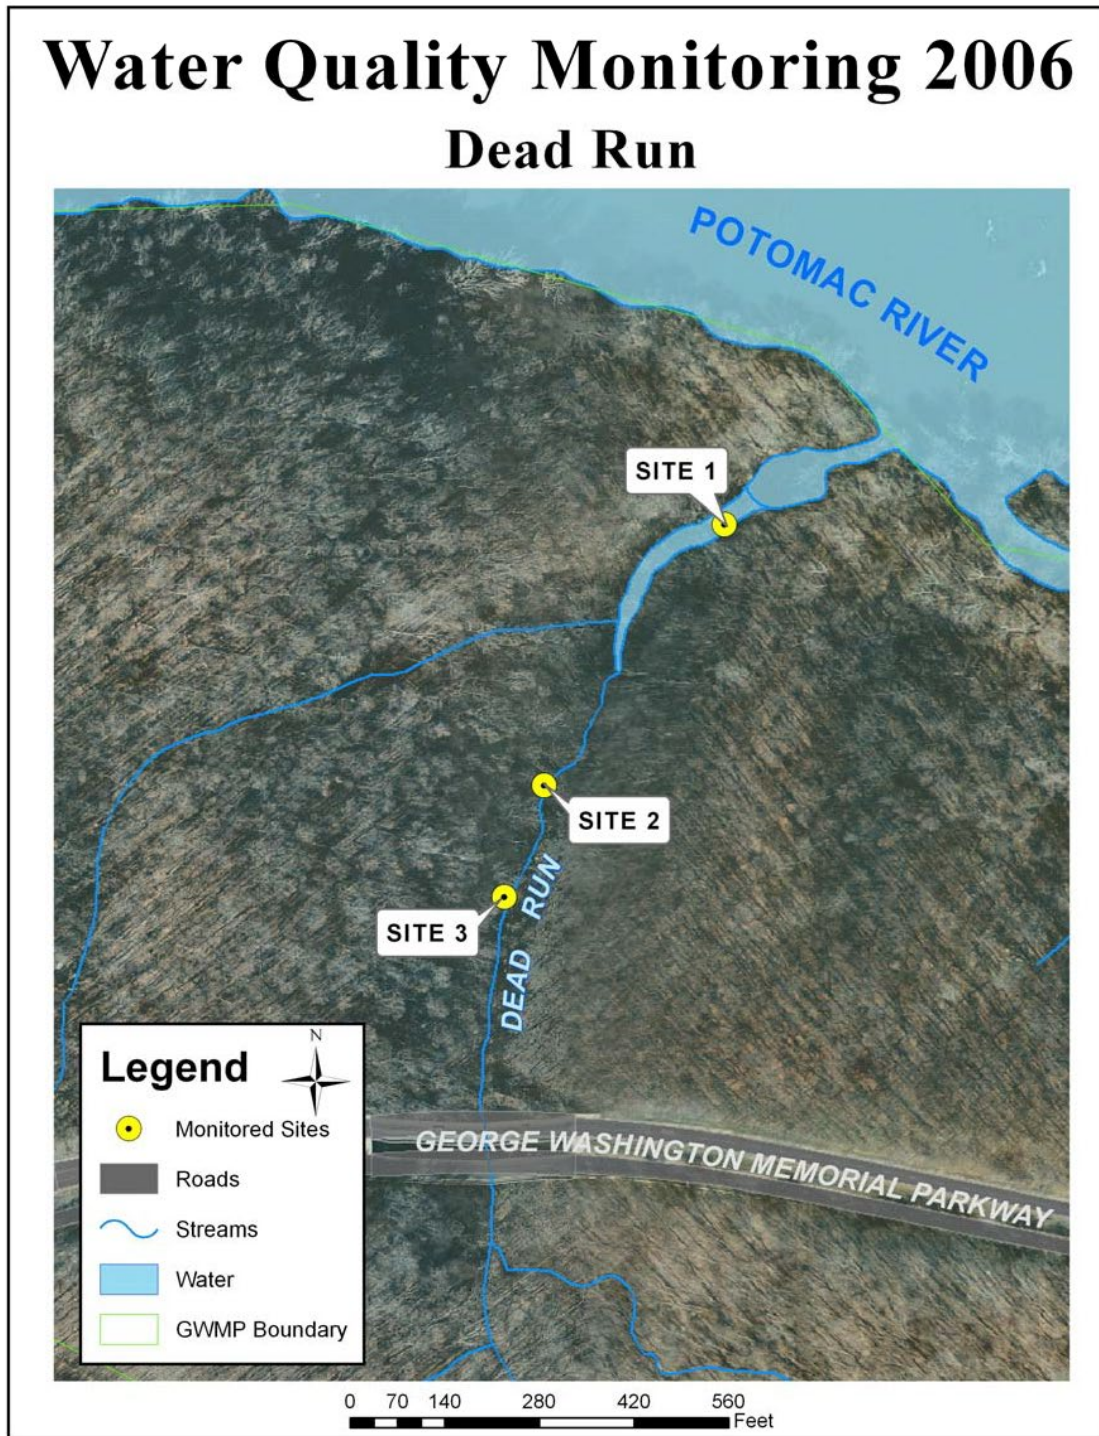 Water Quality Monitoring 2006
Dead Run
POTOMAC RIVER
SITE 1
SITE 2
SITE 3
DEAD RUN
GEORGE WASHINGTON MEMORIAL PARKWAY
Legend
N
Monitored Sites
Roads
Streams
Water
GWMP Boundary
0 70 140 280 420 560
Feet